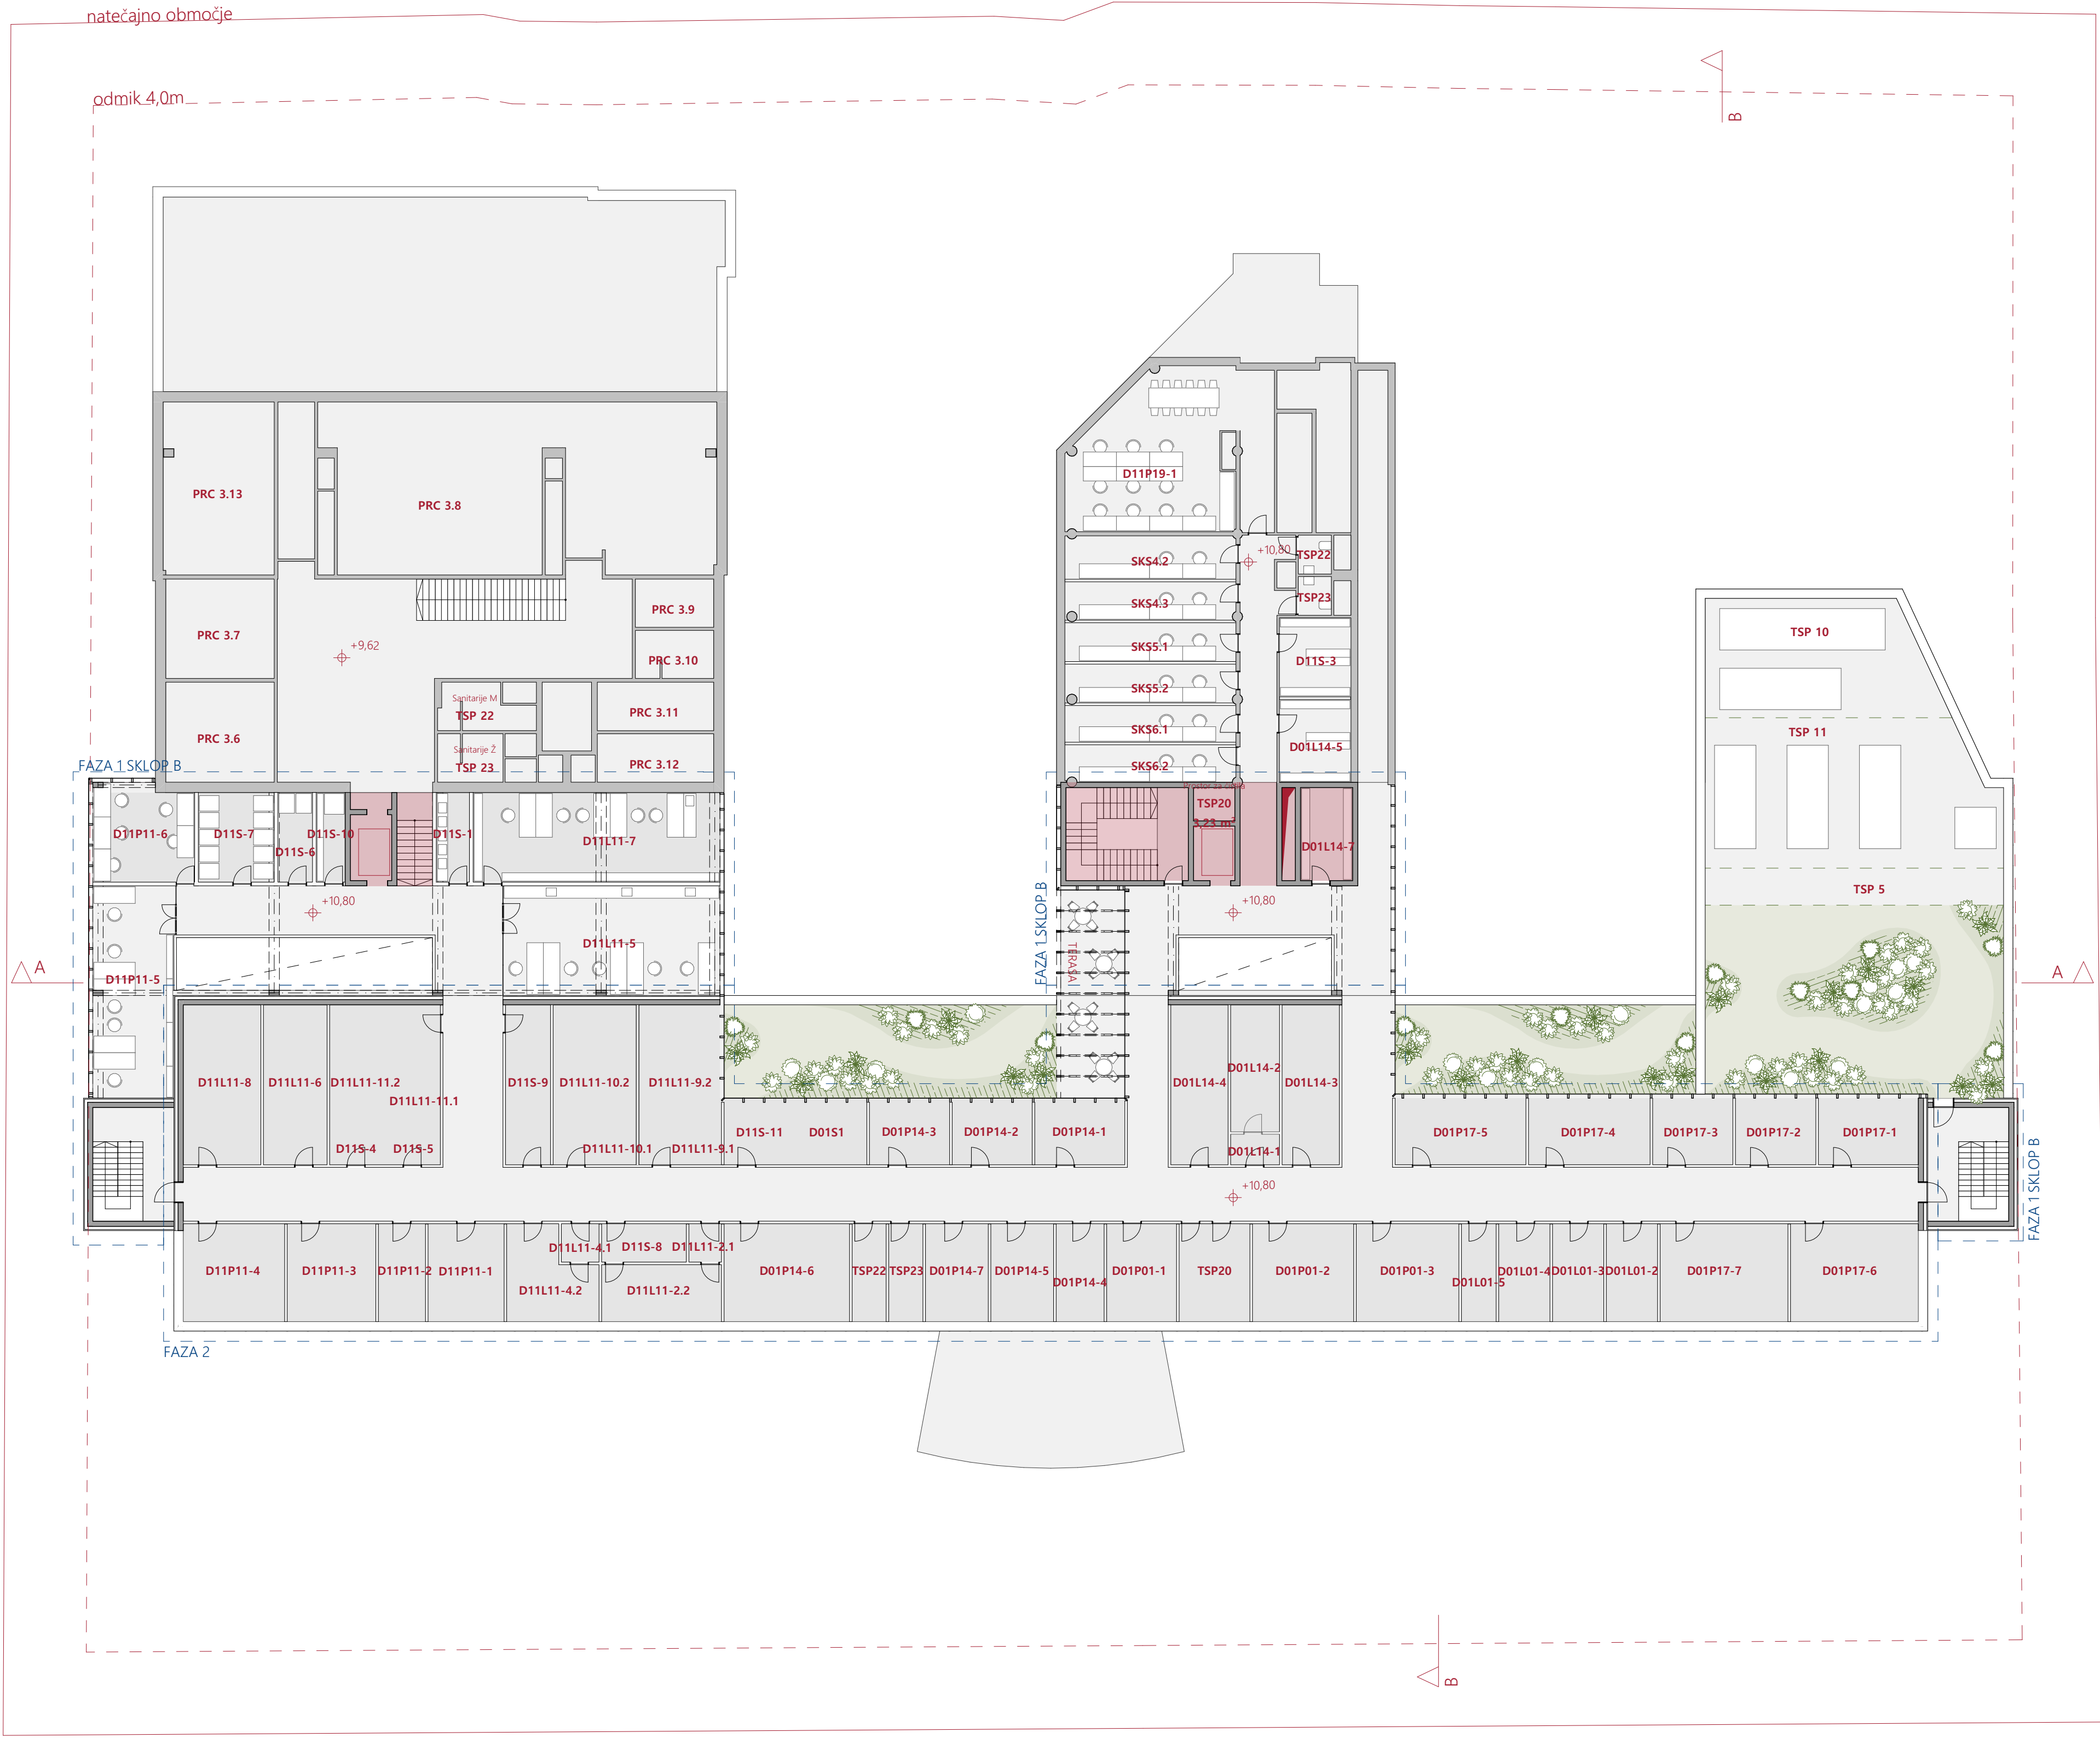 natečajno območje
odmik 4,0m
B
PRC 3.13
PRC 3.8
D11P19-1
+10,80
SKS4.2
TSP22
SKS4.3
TSP23
PRC 3.9
PRC 3.7
+9,62
SKS5.1
PRC 3.10
D11S-3
TSP 10
SKS5.2
Sanitarije M
TSP 22
PRC 3.11
SKS6.1
TSP 11
PRC 3.6
Sanitarije Ž
TSP 23
PRC 3.12
D01L14-5
SKS6.2
FAZA 1 SKLOP B
Prostor za čistila
TSP20
3,23 m²
D11P11-6
D11S-7
D11S-6
D11S-10
D11S-1
D11L11-7
D01L14-7
TSP 5
+10,80
+10,80
FAZA 1 SKLOP B
TERASA
D11L11-5
A
D11P11-5
A
D11L11-8
D11L11-6
D11L11-11.2
D11L11-11.1
D11S-9
D11L11-10.2
D11L11-9.2
D01L14-4
D01L14-2
D01L14-3
D11S-4
D11S-5
D11L11-10.1
D11L11-9.1
D11S-11
D01S1
D01P14-3
D01P14-2
D01P14-1
D01L14-1
D01P17-5
D01P17-4
D01P17-3
D01P17-2
D01P17-1
FAZA 1 SKLOP B
+10,80
D11P11-4
D11P11-3
D11P11-2
D11P11-1
D11L11-4.1
D11L11-4.2
D11S-8
D11L11-2.1
D11L11-2.2
D01P14-6
TSP22
TSP23
D01P14-7
D01P14-5
D01P14-4
D01P01-1
TSP20
D01P01-2
D01P01-3
D01L01-5
D01L01-4
D01L01-3
D01L01-2
D01P17-7
D01P17-6
FAZA 2
B